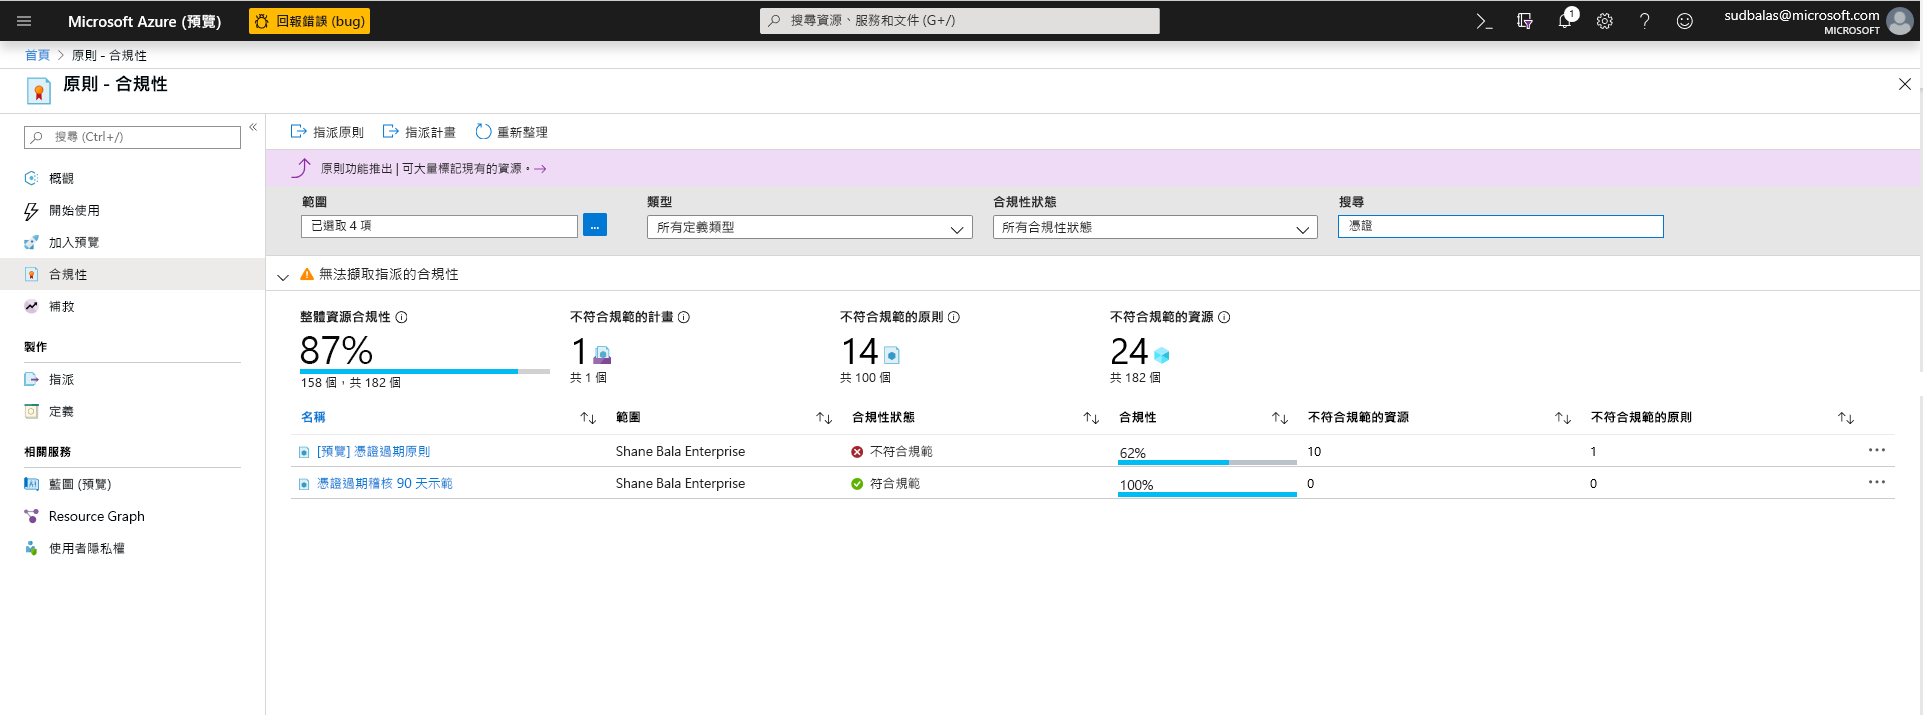 Microsoft Azure (預覽)
回報錯誤 (bug)
搜尋資源、服務和文件 (G+/)
1
sudbalas@microsoft.com
MICROSOFT
首頁 > 原則 - 合規性
原則 - 合規性
搜尋 (Ctrl+/)
概觀
開始使用
加入預覽
合規性
補救
製作
指派
定義
相關服務
藍圖 (預覽)
Resource Graph
使用者隱私權
指派原則 指派計畫 重新整理
原則功能推出 | 可大量標記現有的資源。→
範圍 類型 合規性狀態 搜尋
已選取 4 項 ... 所有定義類型 所有合規性狀態 憑證
無法擷取指派的合規性
整體資源合規性 不符合規範的計畫 不符合規範的原則 不符合規範的資源
87% 1 14 24
158 個，共 182 個 共 1 個 共 100 個 共 182 個
名稱 範圍 合規性狀態 合規性 不符合規範的資源 不符合規範的原則
[預覽] 憑證過期原則 Shane Bala Enterprise 不符合規範 62% 10 1
憑證過期稽核 90 天示範 Shane Bala Enterprise 符合規範 100% 0 0